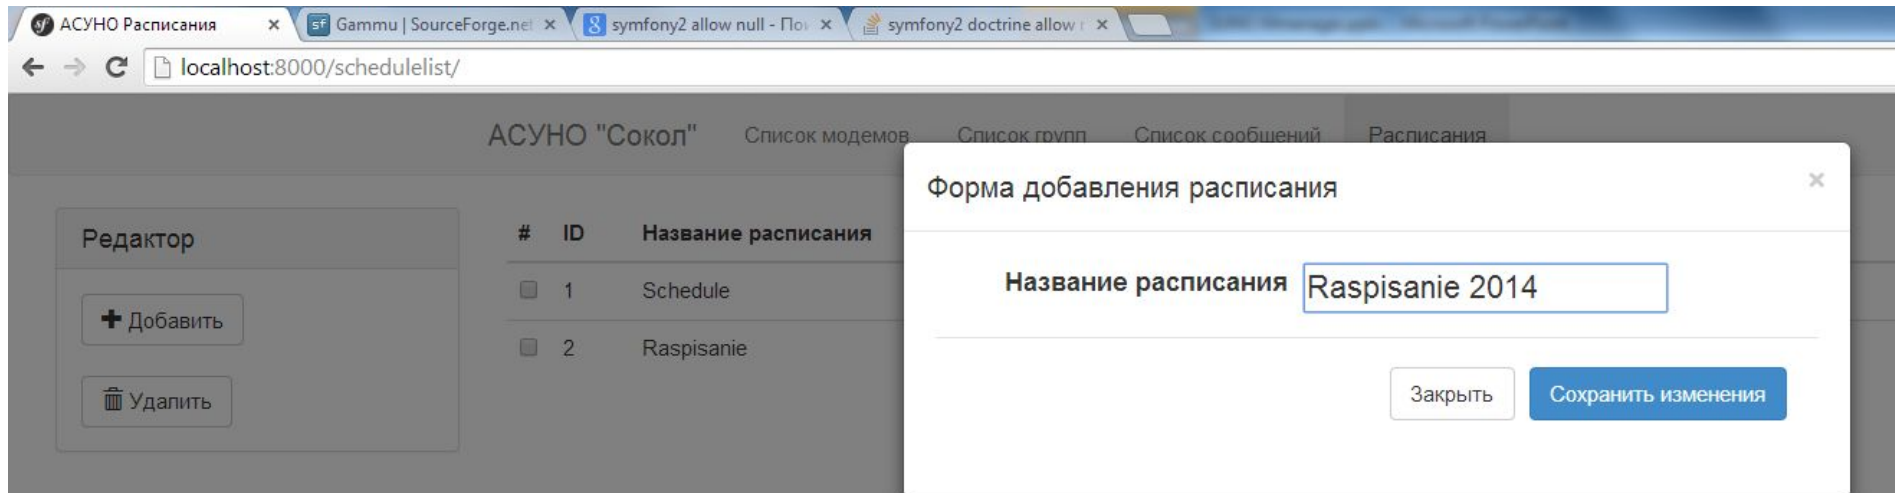 АСУНО Расписания
Gammu | SourceForge.net
symfony2 allow null - По
symfony2 doctrine allow
localhost:8000/schedulelist/
АСУНО "Сокол" Список модемов Список групп Список сообщений Расписания
Форма добавления расписания
Редактор
# ID Название расписания
Название расписания Raspisanie 2014
1 Schedule
Добавить
2 Raspisanie
Закрыть Сохранить изменения
Удалить